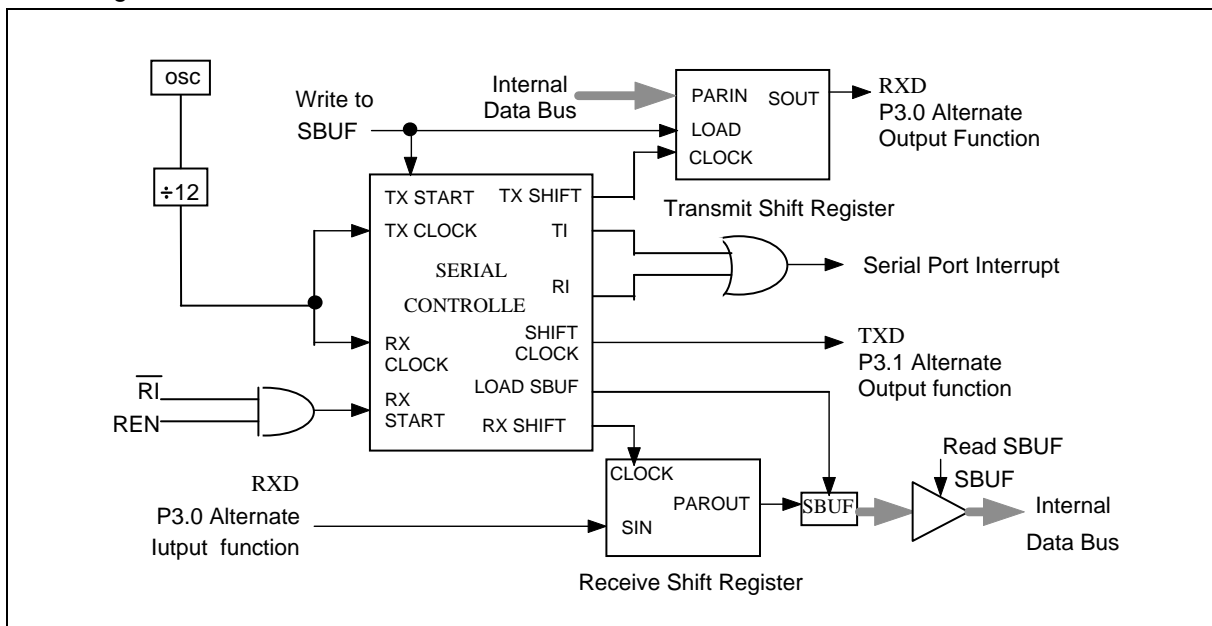 osc
÷12
Write to
SBUF
Internal
Data Bus
PARIN
SOUT
LOAD
CLOCK
RXD
P3.0 Alternate
Output Function
Transmit Shift Register
TX START
TX SHIFT
TX CLOCK
TI
SERIAL
CONTROLLE
RI
SHIFT
CLOCK
RX
CLOCK
LOAD SBUF
RX
START
RX SHIFT
Serial Port Interrupt
TXD
P3.1 Alternate
Output function
RI
REN
RXD
P3.0 Alternate
Iutput function
CLOCK
PAROUT
SIN
Receive Shift Register
SBUF
Read SBUF
SBUF
Internal
Data Bus